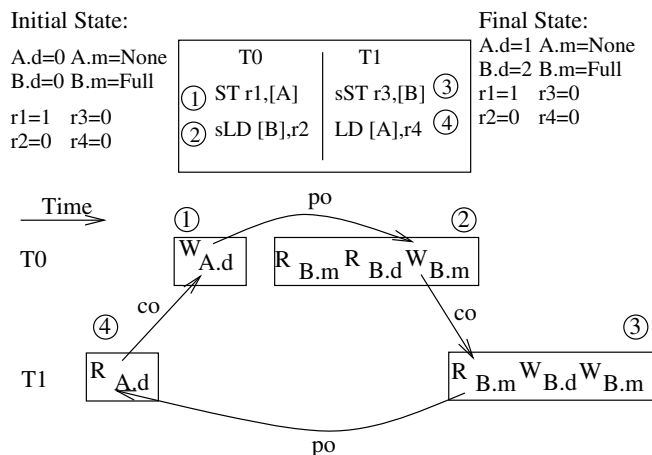 Initial State:
A.d=0 A.m=None
B.d=0 B.m=Full
r1=1 r3=0
r2=0 r4=0
T0 T1
① ST r1,[A] sST r3,[B] ③
② sLD [B],r2 LD [A],r4 ④
Final State:
A.d=1 A.m=None
B.d=2 B.m=Full
r1=1 r3=0
r2=0 r4=0
Time
po
① ②
T0 W A.d R B.m R B.d W B.m
co co
④ ③
T1 R A.d R B.m W B.d W B.m
po